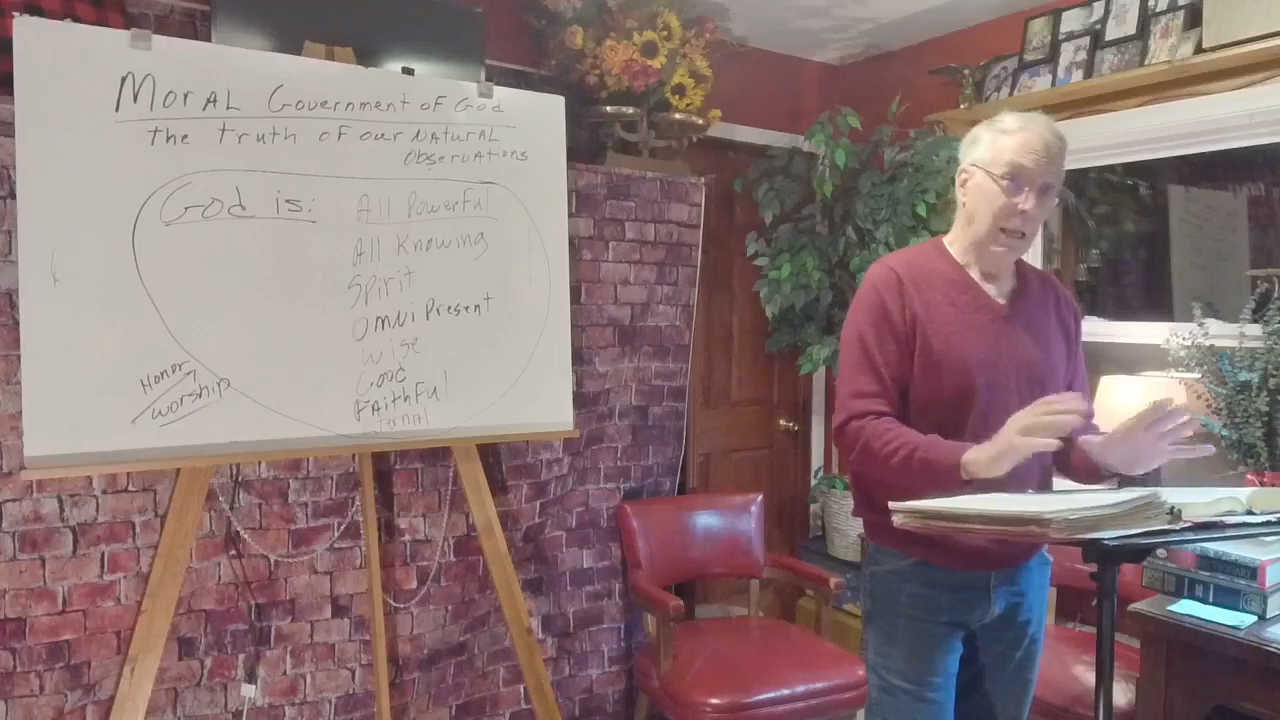 Moral Government of God
the truth of our Natural
Observations
God is: All Powerful
All Knowing
Spirit
Omni Present
Wise
Good
Faithful
Honor
Worship